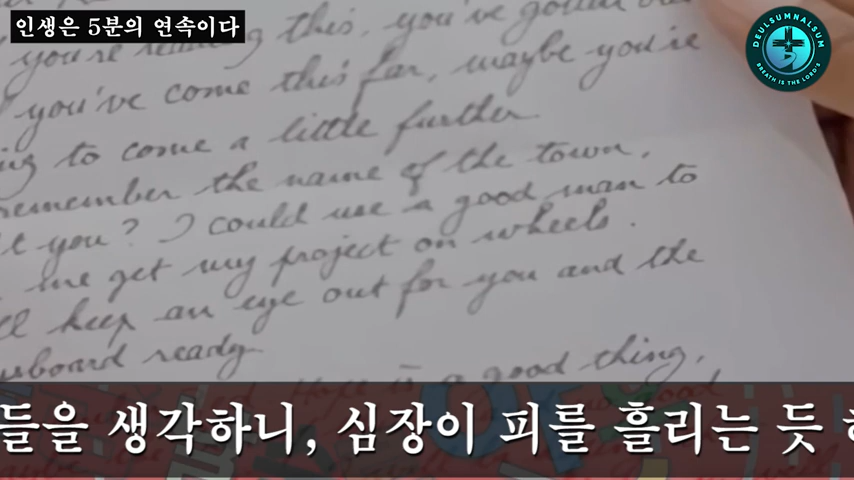 인생은 5분의 연속이다
DEULSUMNALSUM
BREATH IS THE LORD'S
you're reading this, you've gotten out
you've come this far, maybe you're
to come a little further
remember the name of the town,
you? I could use a good man to
me get my project on wheels.
keep an eye out for you and the
ready
a good thing,
들을 생각하니, 심장이 피를 흘리는 듯